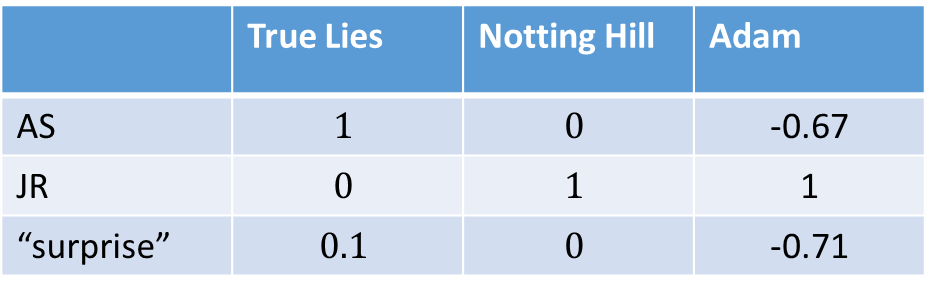 True Lies Notting Hill Adam
AS 1 0 -0.67
JR 0 1 1
“surprise” 0.1 0 -0.71